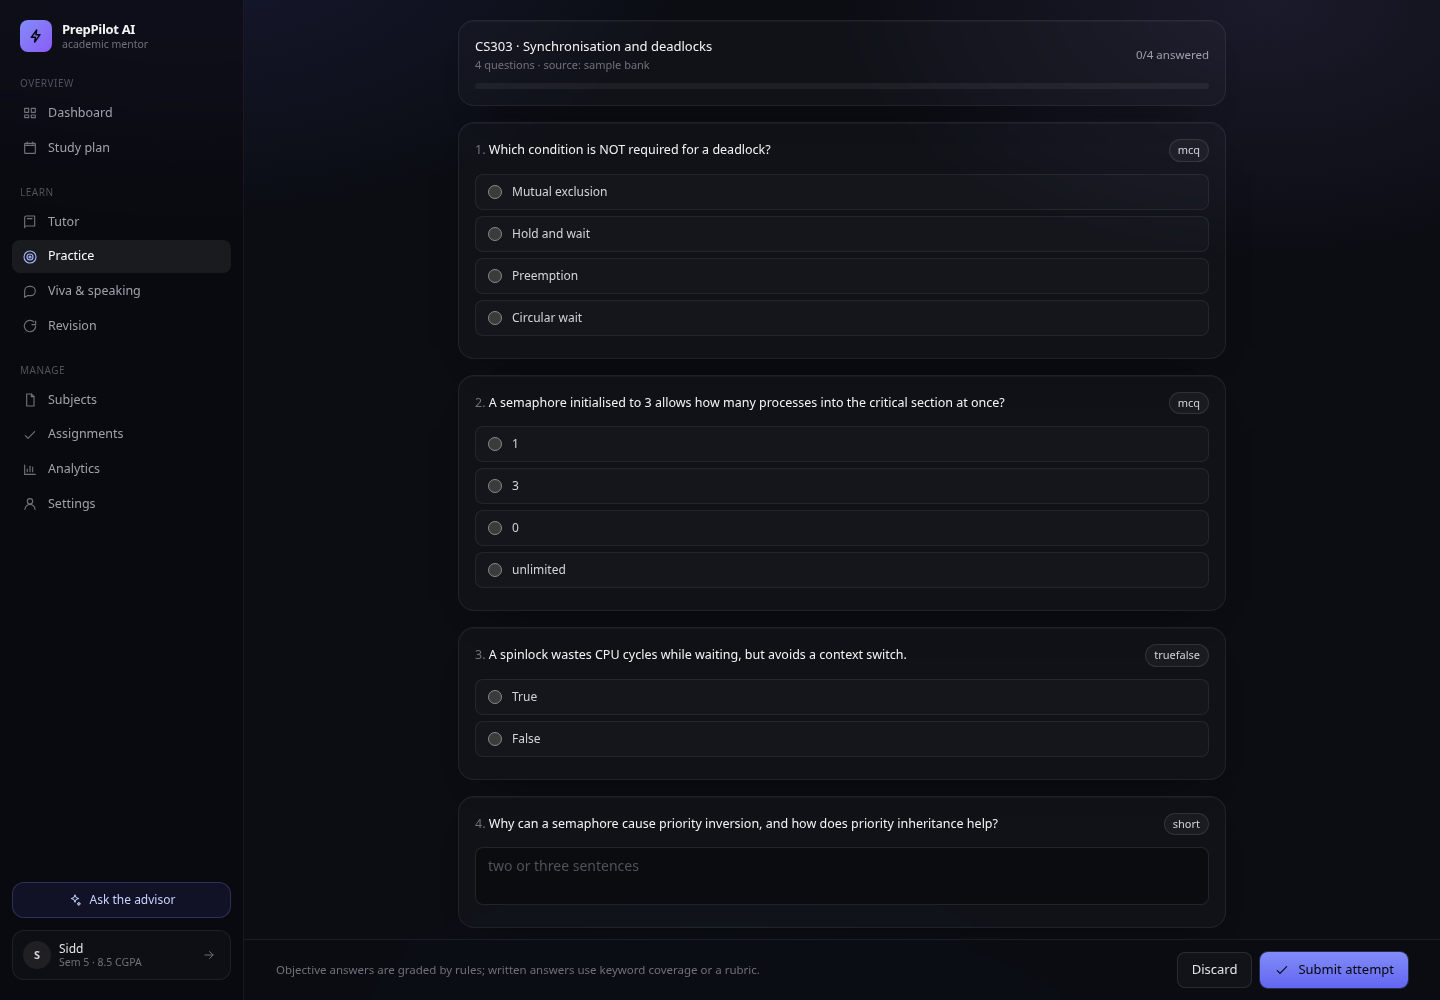 PrepPilot AI
academic mentor
OVERVIEW
Dashboard
Study plan
LEARN
Tutor
Practice
Viva & speaking
Revision
MANAGE
Subjects
Assignments
Analytics
Settings
Ask the advisor
S
Sidd
Sem 5 · 8.5 CGPA
CS303 · Synchronisation and deadlocks
4 questions · source: sample bank
0/4 answered
1. Which condition is NOT required for a deadlock?
mcq
Mutual exclusion
Hold and wait
Preemption
Circular wait
2. A semaphore initialised to 3 allows how many processes into the critical section at once?
mcq
1
3
0
unlimited
3. A spinlock wastes CPU cycles while waiting, but avoids a context switch.
truefalse
True
False
4. Why can a semaphore cause priority inversion, and how does priority inheritance help?
short
two or three sentences
Objective answers are graded by rules; written answers use keyword coverage or a rubric.
Discard
Submit attempt